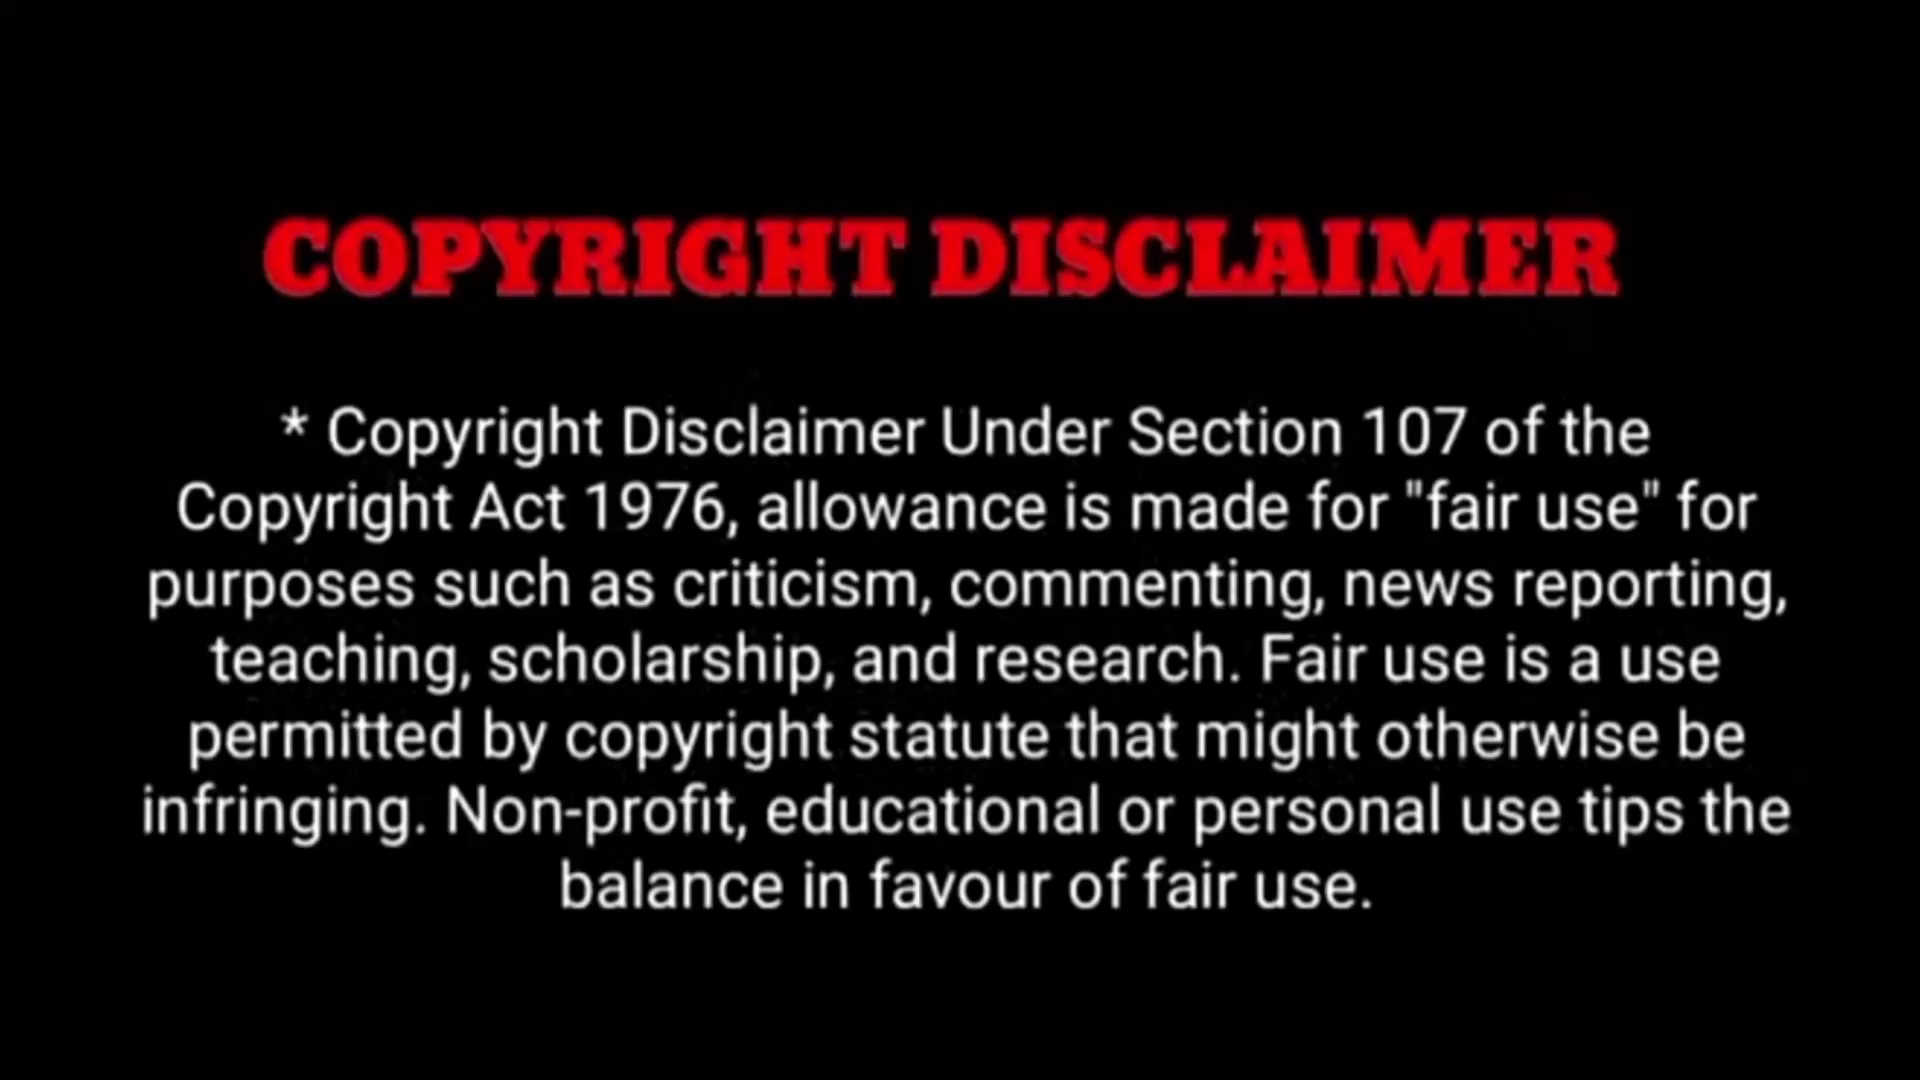 COPYRIGHT DISCLAIMER
* Copyright Disclaimer Under Section 107 of the
Copyright Act 1976, allowance is made for "fair use" for
purposes such as criticism, commenting, news reporting,
teaching, scholarship, and research. Fair use is a use
permitted by copyright statute that might otherwise be
infringing. Non-profit, educational or personal use tips the
balance in favour of fair use.